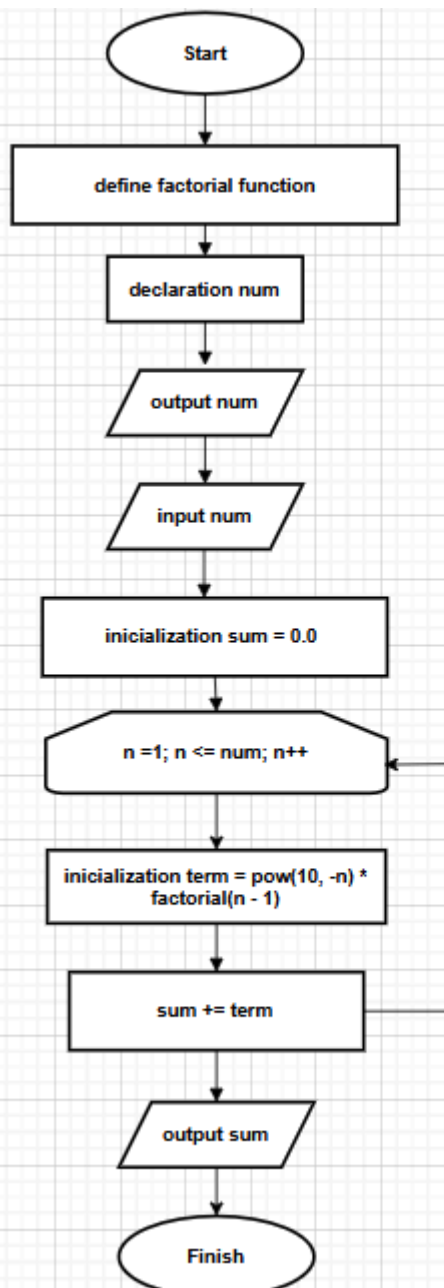 Start
define factorial function
declaration num
output num
input num
inicialization sum = 0.0
n =1; n <= num; n++
inicialization term = pow(10, -n) *
factorial(n - 1)
sum += term
output sum
Finish